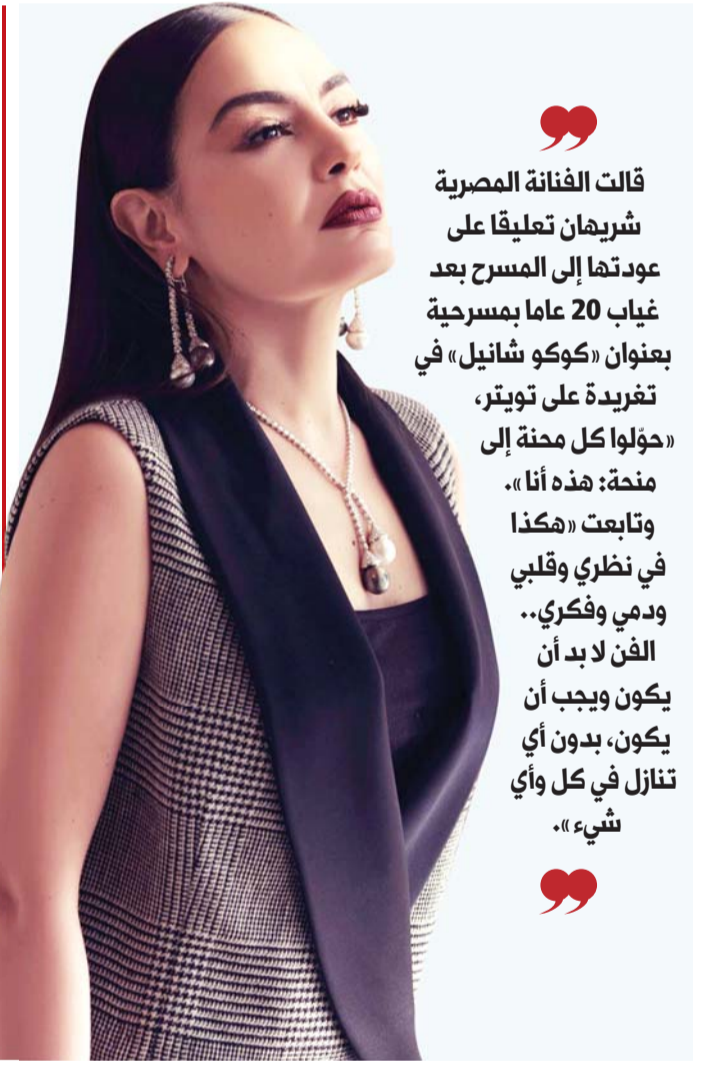 قالت الفنانة المصرية
شريهان تعليقا على
عودتها إلى المسرح بعد
غياب 20 عاما بمسرحية
بعنوان «كوكو شانيل» في
تغريدة على تويتر،
«حوّلوا كل محنة إلى
منحة: هذه أنا».
وتابعت «هكذا
في نظري وقلبي
ودمي وفكري..
الفن لا بد أن
يكون ويجب أن
يكون، بدون أي
تنازل في كل وأي
شيء».